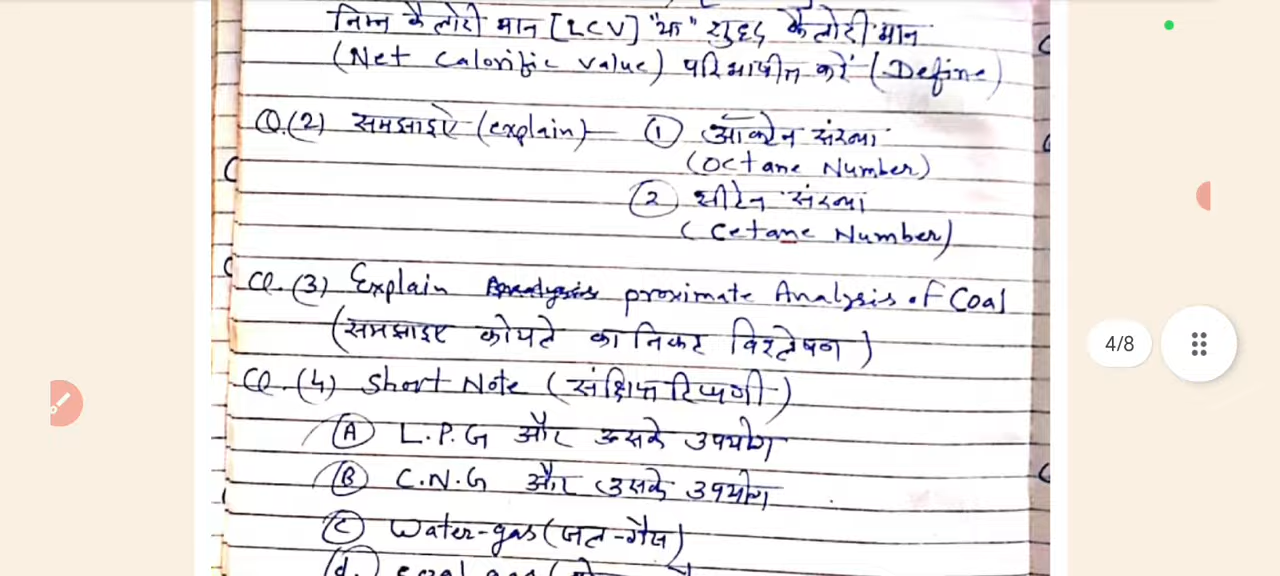 निम्न कैलोरी मान [LCV] "या" शुद्ध कैलोरी मान
(Net Calorific Value) परिभाषीत करें (Define)
Q.(2) समझाइऐ (explain) — ① आक्टेन संख्या
(Octane Number)
② सीटेन संख्या
(Cetane Number)
Q. (3) Explain proximate Analysis of Coal
(समझाइए कोयले का निकट विश्लेषण)
Q. (4) Short Note (संक्षिप्त टिप्पणी-)
(A) L.P.G और उसके उपयोग
(B) C.N.G और उसके उपयोग
(C) Water-gas (जल-गैस)
(d.)
4/8